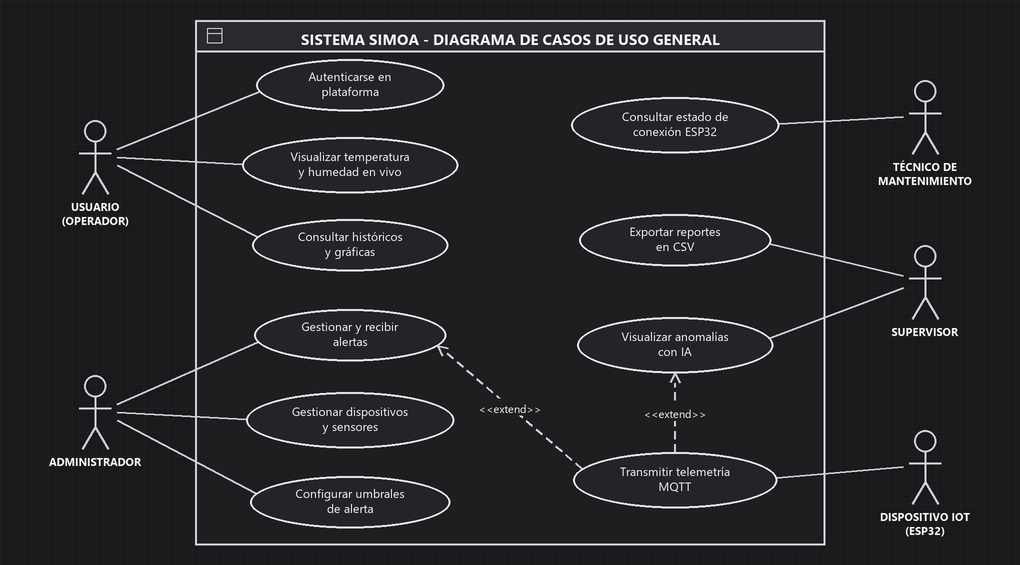 SISTEMA SIMOA - DIAGRAMA DE CASOS DE USO GENERAL
Autenticarse en
plataforma
Visualizar temperatura
y humedad en vivo
Consultar históricos
y gráficas
USUARIO
(OPERADOR)
Gestionar y recibir
alertas
Gestionar dispositivos
y sensores
Configurar umbrales
de alerta
ADMINISTRADOR
Consultar estado de
conexión ESP32
TÉCNICO DE
MANTENIMIENTO
Exportar reportes
en CSV
Visualizar anomalías
con IA
SUPERVISOR
<<extend>>
<<extend>>
Transmitir telemetría
MQTT
DISPOSITIVO IOT
(ESP32)